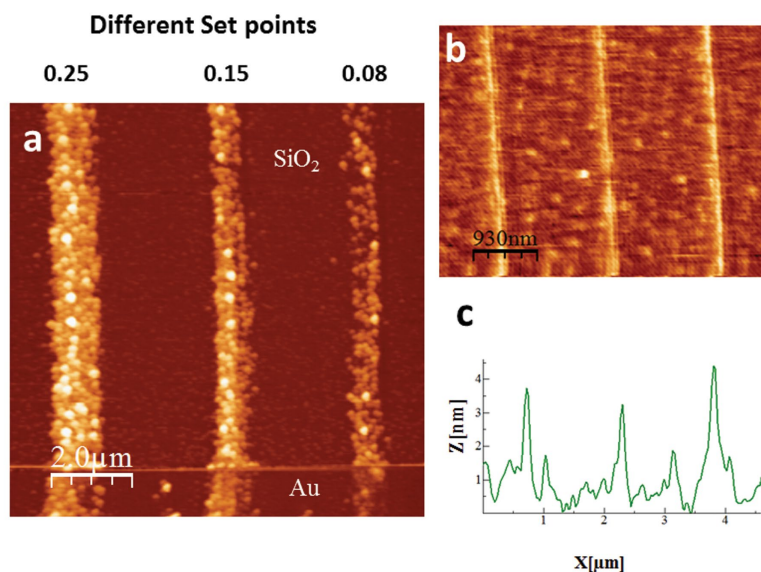 Different Set points
0.25 0.15 0.08
a
SiO₂
2.0µm
Au
b
930nm
c
Z[nm]
4
3
2
1
1 2 3 4
X[µm]